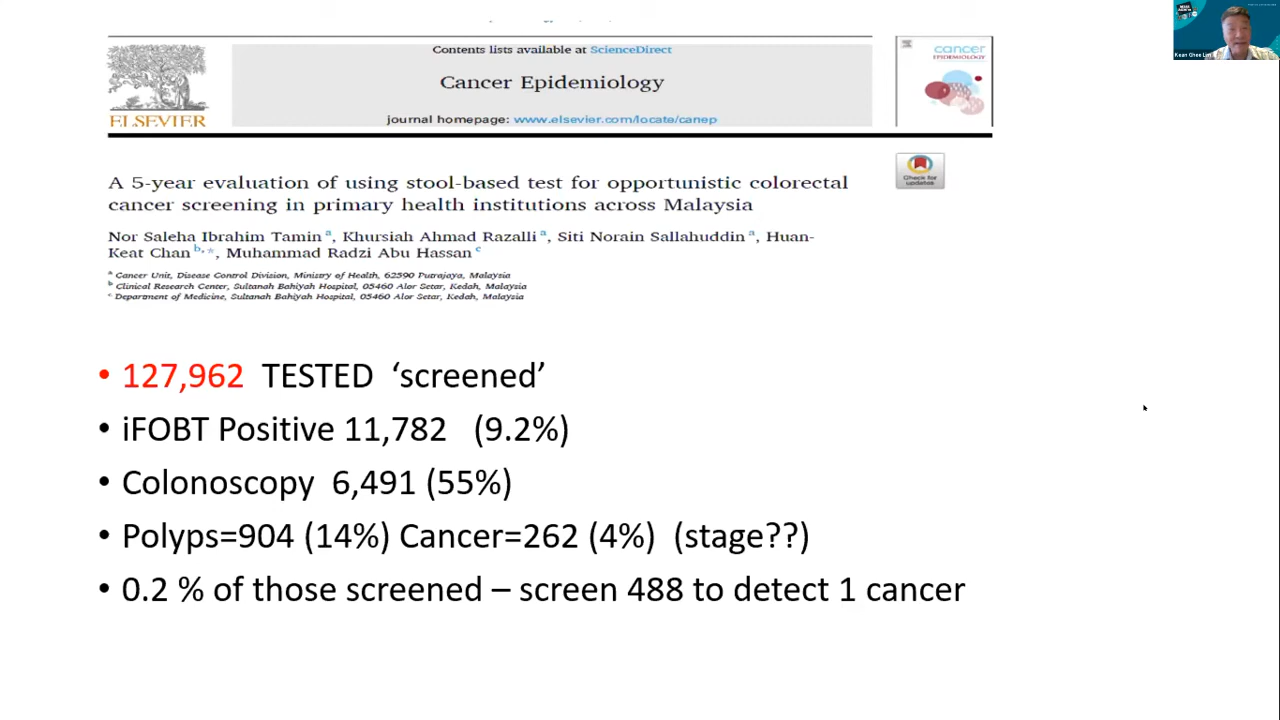 Contents lists available at ScienceDirect
Cancer Epidemiology
journal homepage: www.elsevier.com/locate/canep
ELSEVIER
cancer
EPIDEMIOLOGY
Check for
updates
A 5-year evaluation of using stool-based test for opportunistic colorectal
cancer screening in primary health institutions across Malaysia
Nor Saleha Ibrahim Tamin a, Khursiah Ahmad Razalli a, Siti Norain Sallahuddin a, Huan-
Keat Chan b,*, Muhammad Radzi Abu Hassan c
a Cancer Unit, Disease Control Division, Ministry of Health, 62590 Putrajaya, Malaysia
b Clinical Research Center, Sultanah Bahiyah Hospital, 05460 Alor Setar, Kedah, Malaysia
c Department of Medicine, Sultanah Bahiyah Hospital, 05460 Alor Setar, Kedah, Malaysia
• 127,962 TESTED ‘screened’
• iFOBT Positive 11,782 (9.2%)
• Colonoscopy 6,491 (55%)
• Polyps=904 (14%) Cancer=262 (4%) (stage??)
• 0.2 % of those screened – screen 488 to detect 1 cancer